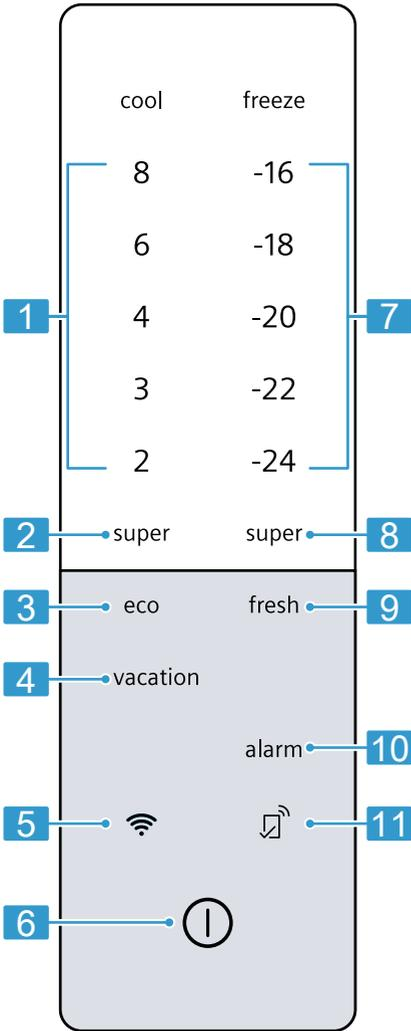 cool freeze
8 -16
6 -18
1 4 -20 7
3 -22
2 -24
2 super super 8
3 eco fresh 9
4 vacation
alarm 10
5 11
6